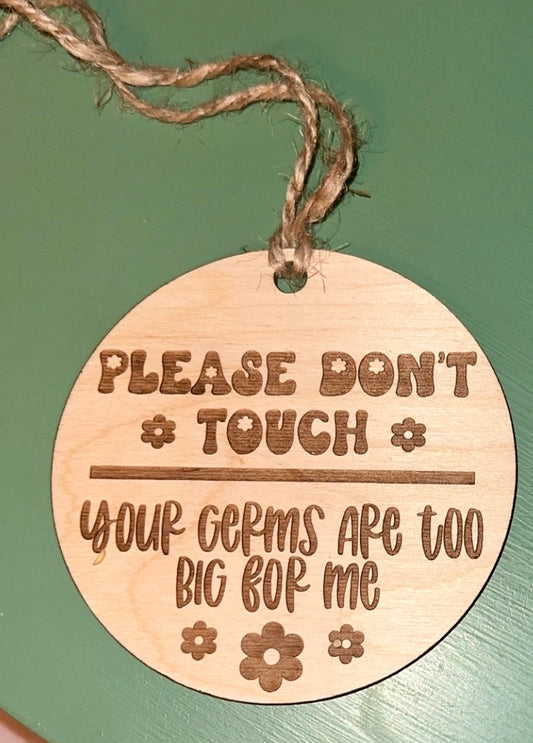 PLEASE DON'T
TOUCH
YOUR GERMS ARE TOO
BIG FOR ME